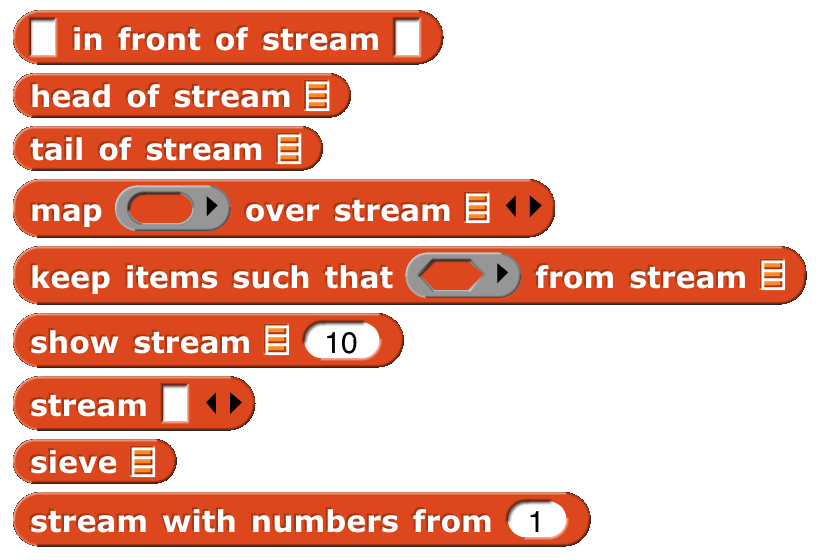 in front of stream
head of stream
tail of stream
map over stream
keep items such that from stream
show stream 10
stream
sieve
stream with numbers from 1